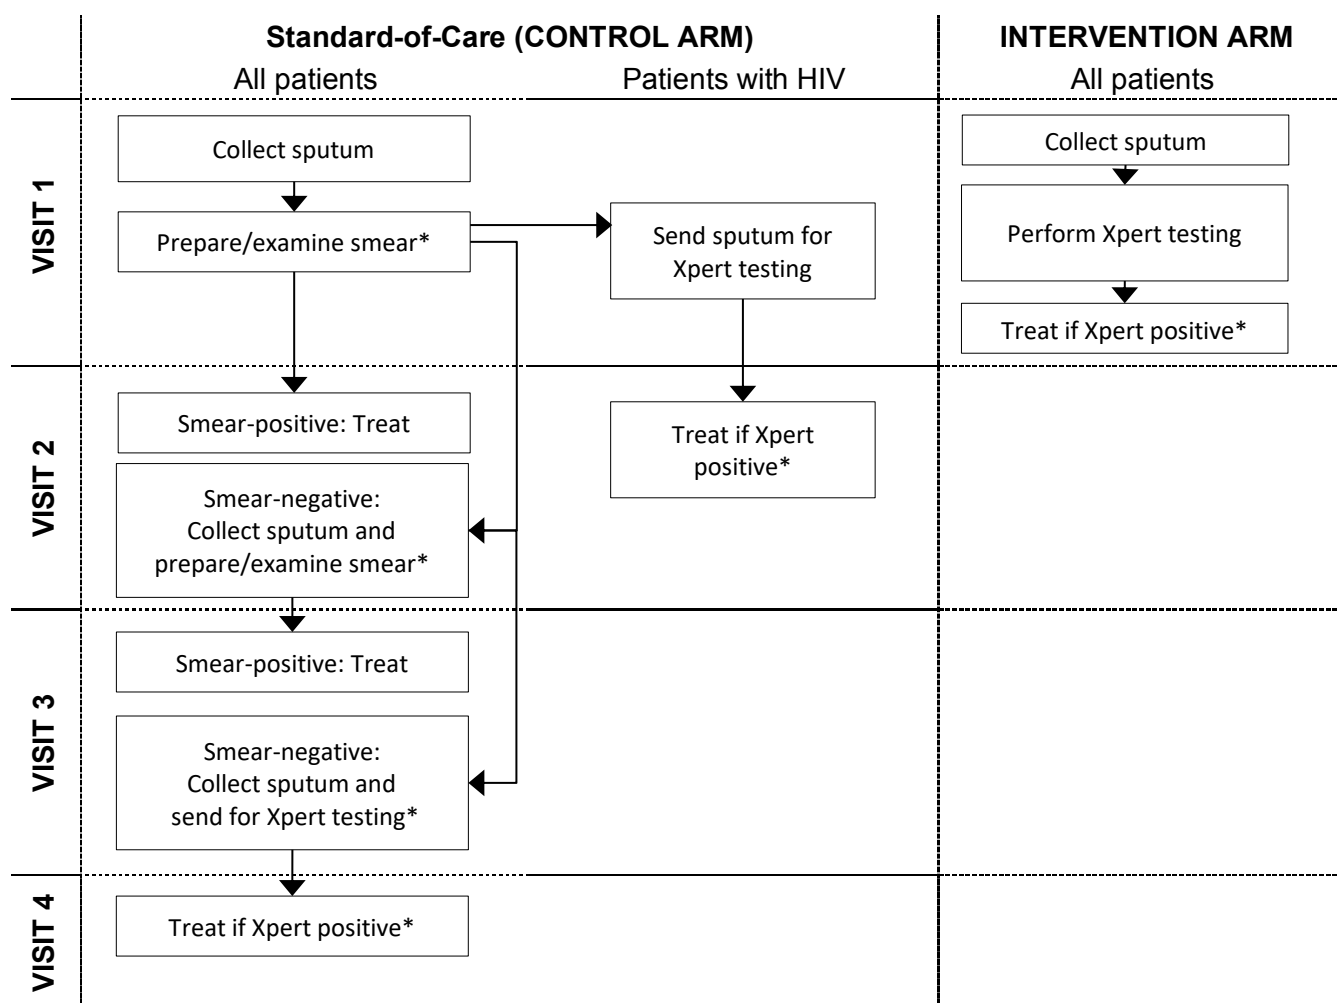 Standard-of-Care (CONTROL ARM)
INTERVENTION ARM
All patients
Patients with HIV
All patients
VISIT 1
Collect sputum
Prepare/examine smear*
Send sputum for
Xpert testing
Collect sputum
Perform Xpert testing
Treat if Xpert positive*
VISIT 2
Smear-positive: Treat
Smear-negative:
Collect sputum and
prepare/examine smear*
Treat if Xpert
positive*
VISIT 3
Smear-positive: Treat
Smear-negative:
Collect sputum and
send for Xpert testing*
VISIT 4
Treat if Xpert positive*